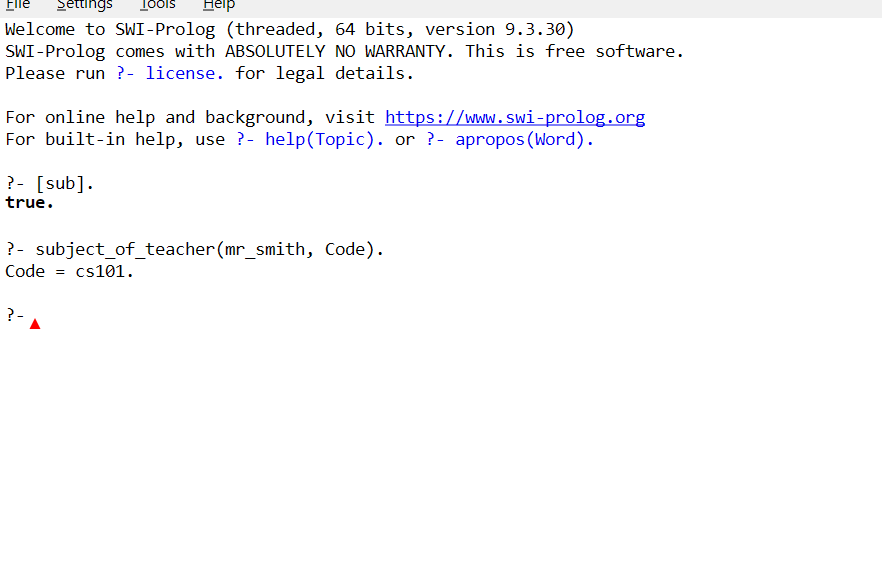 File Settings Tools Help
Welcome to SWI-Prolog (threaded, 64 bits, version 9.3.30)
SWI-Prolog comes with ABSOLUTELY NO WARRANTY. This is free software.
Please run ?- license. for legal details.
For online help and background, visit https://www.swi-prolog.org
For built-in help, use ?- help(Topic). or ?- apropos(Word).
?- [sub].
true.
?- subject_of_teacher(mr_smith, Code).
Code = cs101.
?-